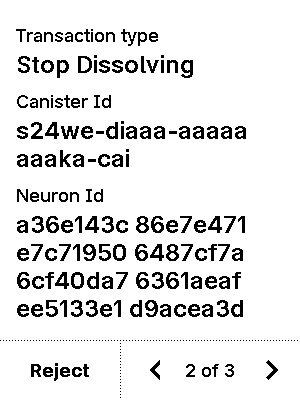 Transaction type
Stop Dissolving
Canister Id
s24we-diaaa-aaaaa
aaaka-cai
Neuron Id
a36e143c 86e7e471
e7c71950 6487cf7a
6cf40da7 6361aeaf
ee5133e1 d9acea3d
Reject
2 of 3